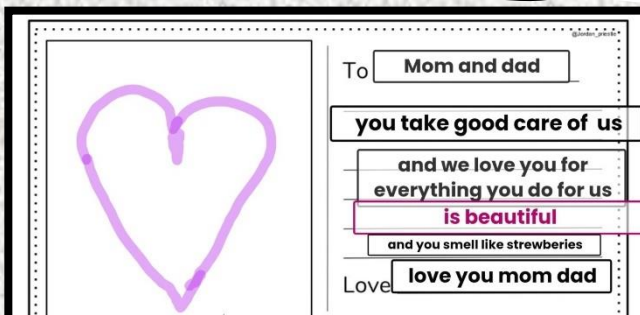 To Mom and dad
you take good care of us
and we love you for
everything you do for us
is beautiful
and you smell like strewberies
Love love you mom dad